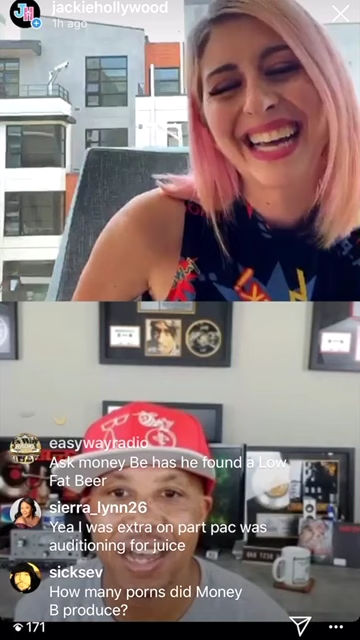 jackiehollywood
1h ago
easywayradio
Ask money Be has he found a Low
Fat Beer
sierra_lynn26
Yea I was extra on part pac was
auditioning for juice
sicksev
How many porns did Money
B produce?
171